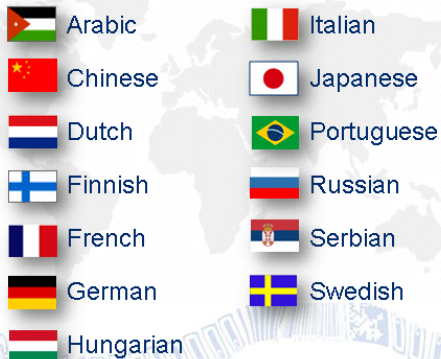 Arabic
Chinese
Dutch
Finnish
French
German
Hungarian
Italian
Japanese
Portuguese
Russian
Serbian
Swedish